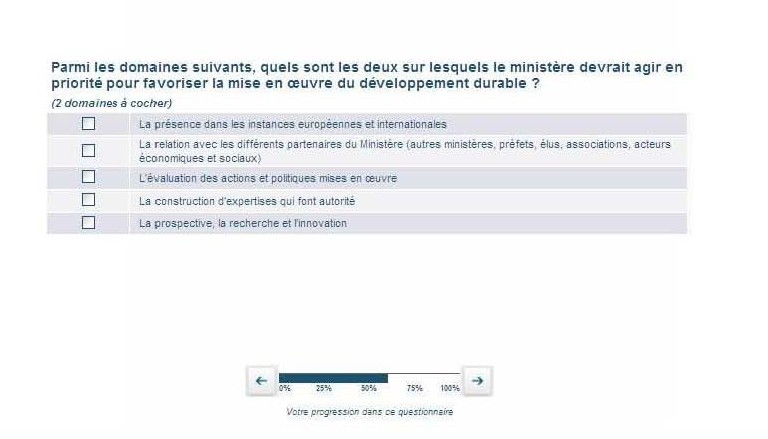 Parmi les domaines suivants, quels sont les deux sur lesquels le ministère devrait agir en
priorité pour favoriser la mise en œuvre du développement durable ?
(2 domaines à cocher)
La présence dans les instances européennes et internationales
La relation avec les différents partenaires du Ministère (autres ministères, préfets, élus, associations, acteurs
économiques et sociaux)
L'évaluation des actions et politiques mises en œuvre
La construction d'expertises qui font autorité
La prospective, la recherche et l'innovation
0% 25% 50% 75% 100%
Votre progression dans ce questionnaire